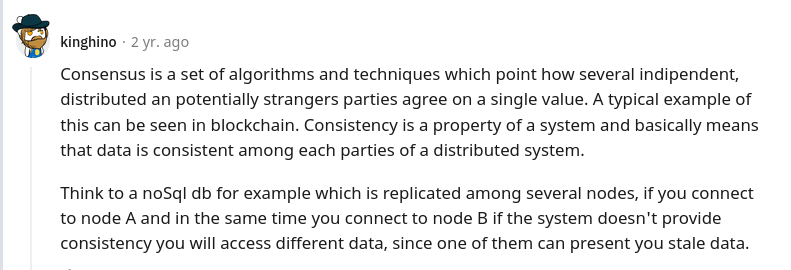 kinghino · 2 yr. ago
Consensus is a set of algorithms and techniques which point how several indipendent,
distributed an potentially strangers parties agree on a single value. A typical example of
this can be seen in blockchain. Consistency is a property of a system and basically means
that data is consistent among each parties of a distributed system.
Think to a noSql db for example which is replicated among several nodes, if you connect
to node A and in the same time you connect to node B if the system doesn't provide
consistency you will access different data, since one of them can present you stale data.